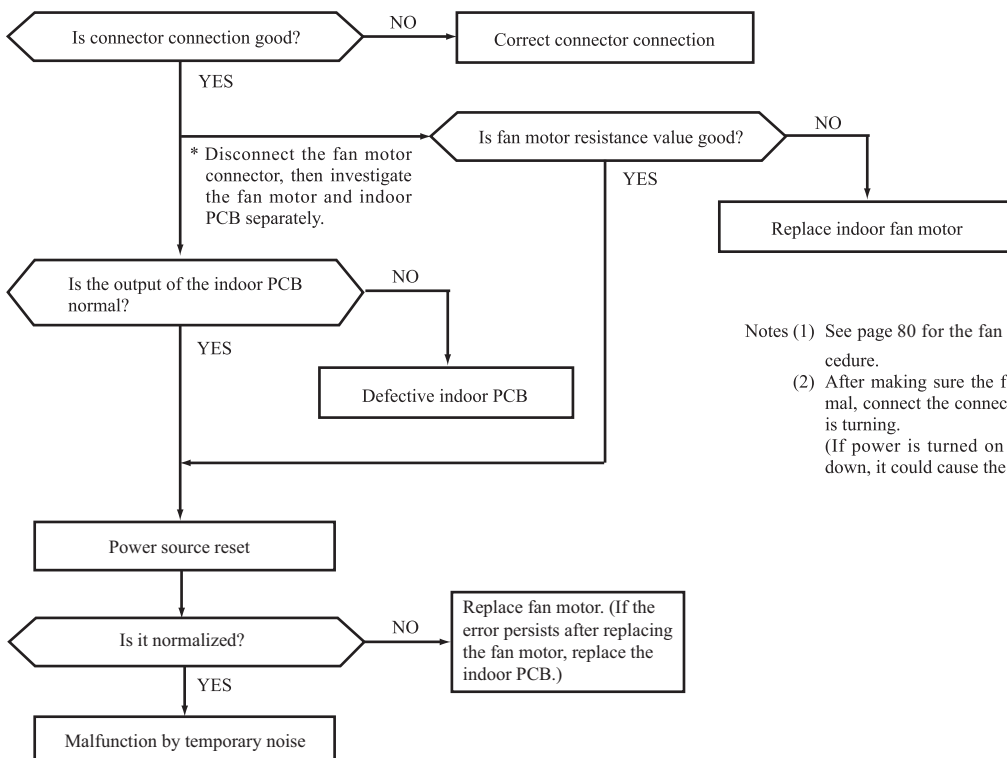 Is connector connection good?
NO
Correct connector connection
YES
* Disconnect the fan motor
connector, then investigate
the fan motor and indoor
PCB separately.
Is fan motor resistance value good?
NO
YES
Replace indoor fan motor
Is the output of the indoor PCB
normal?
NO
YES
Defective indoor PCB
Notes (1) See page 80 for the fan
cedure.
(2) After making sure the f
mal, connect the connec
is turning.
(If power is turned on
down, it could cause the
Power source reset
Is it normalized?
NO
Replace fan motor. (If the
error persists after replacing
the fan motor, replace the
indoor PCB.)
YES
Malfunction by temporary noise